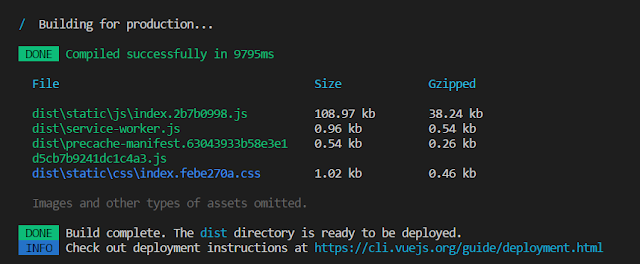 / Building for production...
DONE Compiled successfully in 9795ms
File Size Gzipped
dist\static\js\index.2b7b0998.js 108.97 kb 38.24 kb
dist\service-worker.js 0.96 kb 0.54 kb
dist\precache-manifest.63043933b58e3e1 0.54 kb 0.26 kb
d5cb7b9241dc1c4a3.js
dist\static\css\index.febe270a.css 1.02 kb 0.46 kb
Images and other types of assets omitted.
DONE Build complete. The dist directory is ready to be deployed.
INFO Check out deployment instructions at https://cli.vuejs.org/guide/deployment.html